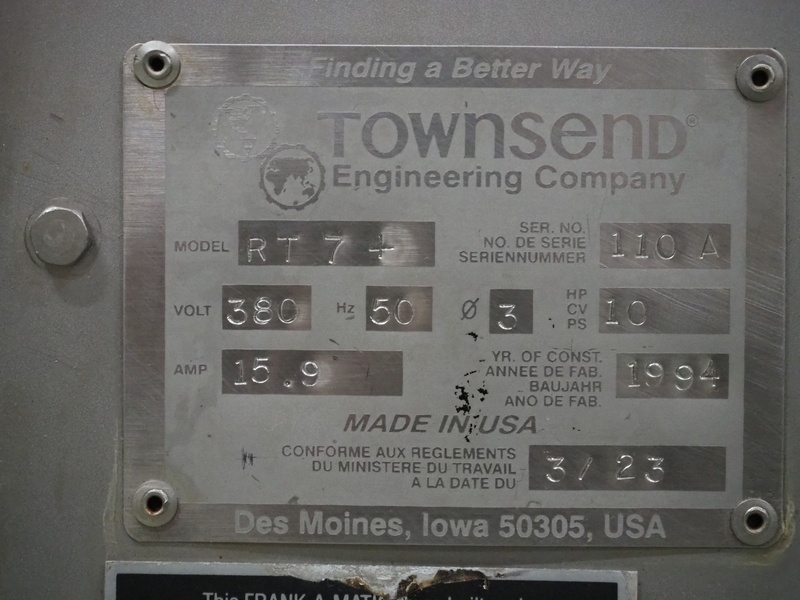 Finding a Better Way
TOWNSEND®
Engineering Company
MODEL RT 7+
SER. NO.
NO. DE SERIE
SERIENNUMMER
110 A
VOLT 380 Hz 50 Ø 3
HP
CV
PS
10
AMP 15.9
YR. OF CONST.
ANNEE DE FAB.
BAUJAHR
ANO DE FAB.
1994
MADE IN USA
CONFORME AUX REGLEMENTS
DU MINISTERE DU TRAVAIL
A LA DATE DU
3/23
Des Moines, Iowa 50305, USA
This FRANK-A-MATIC